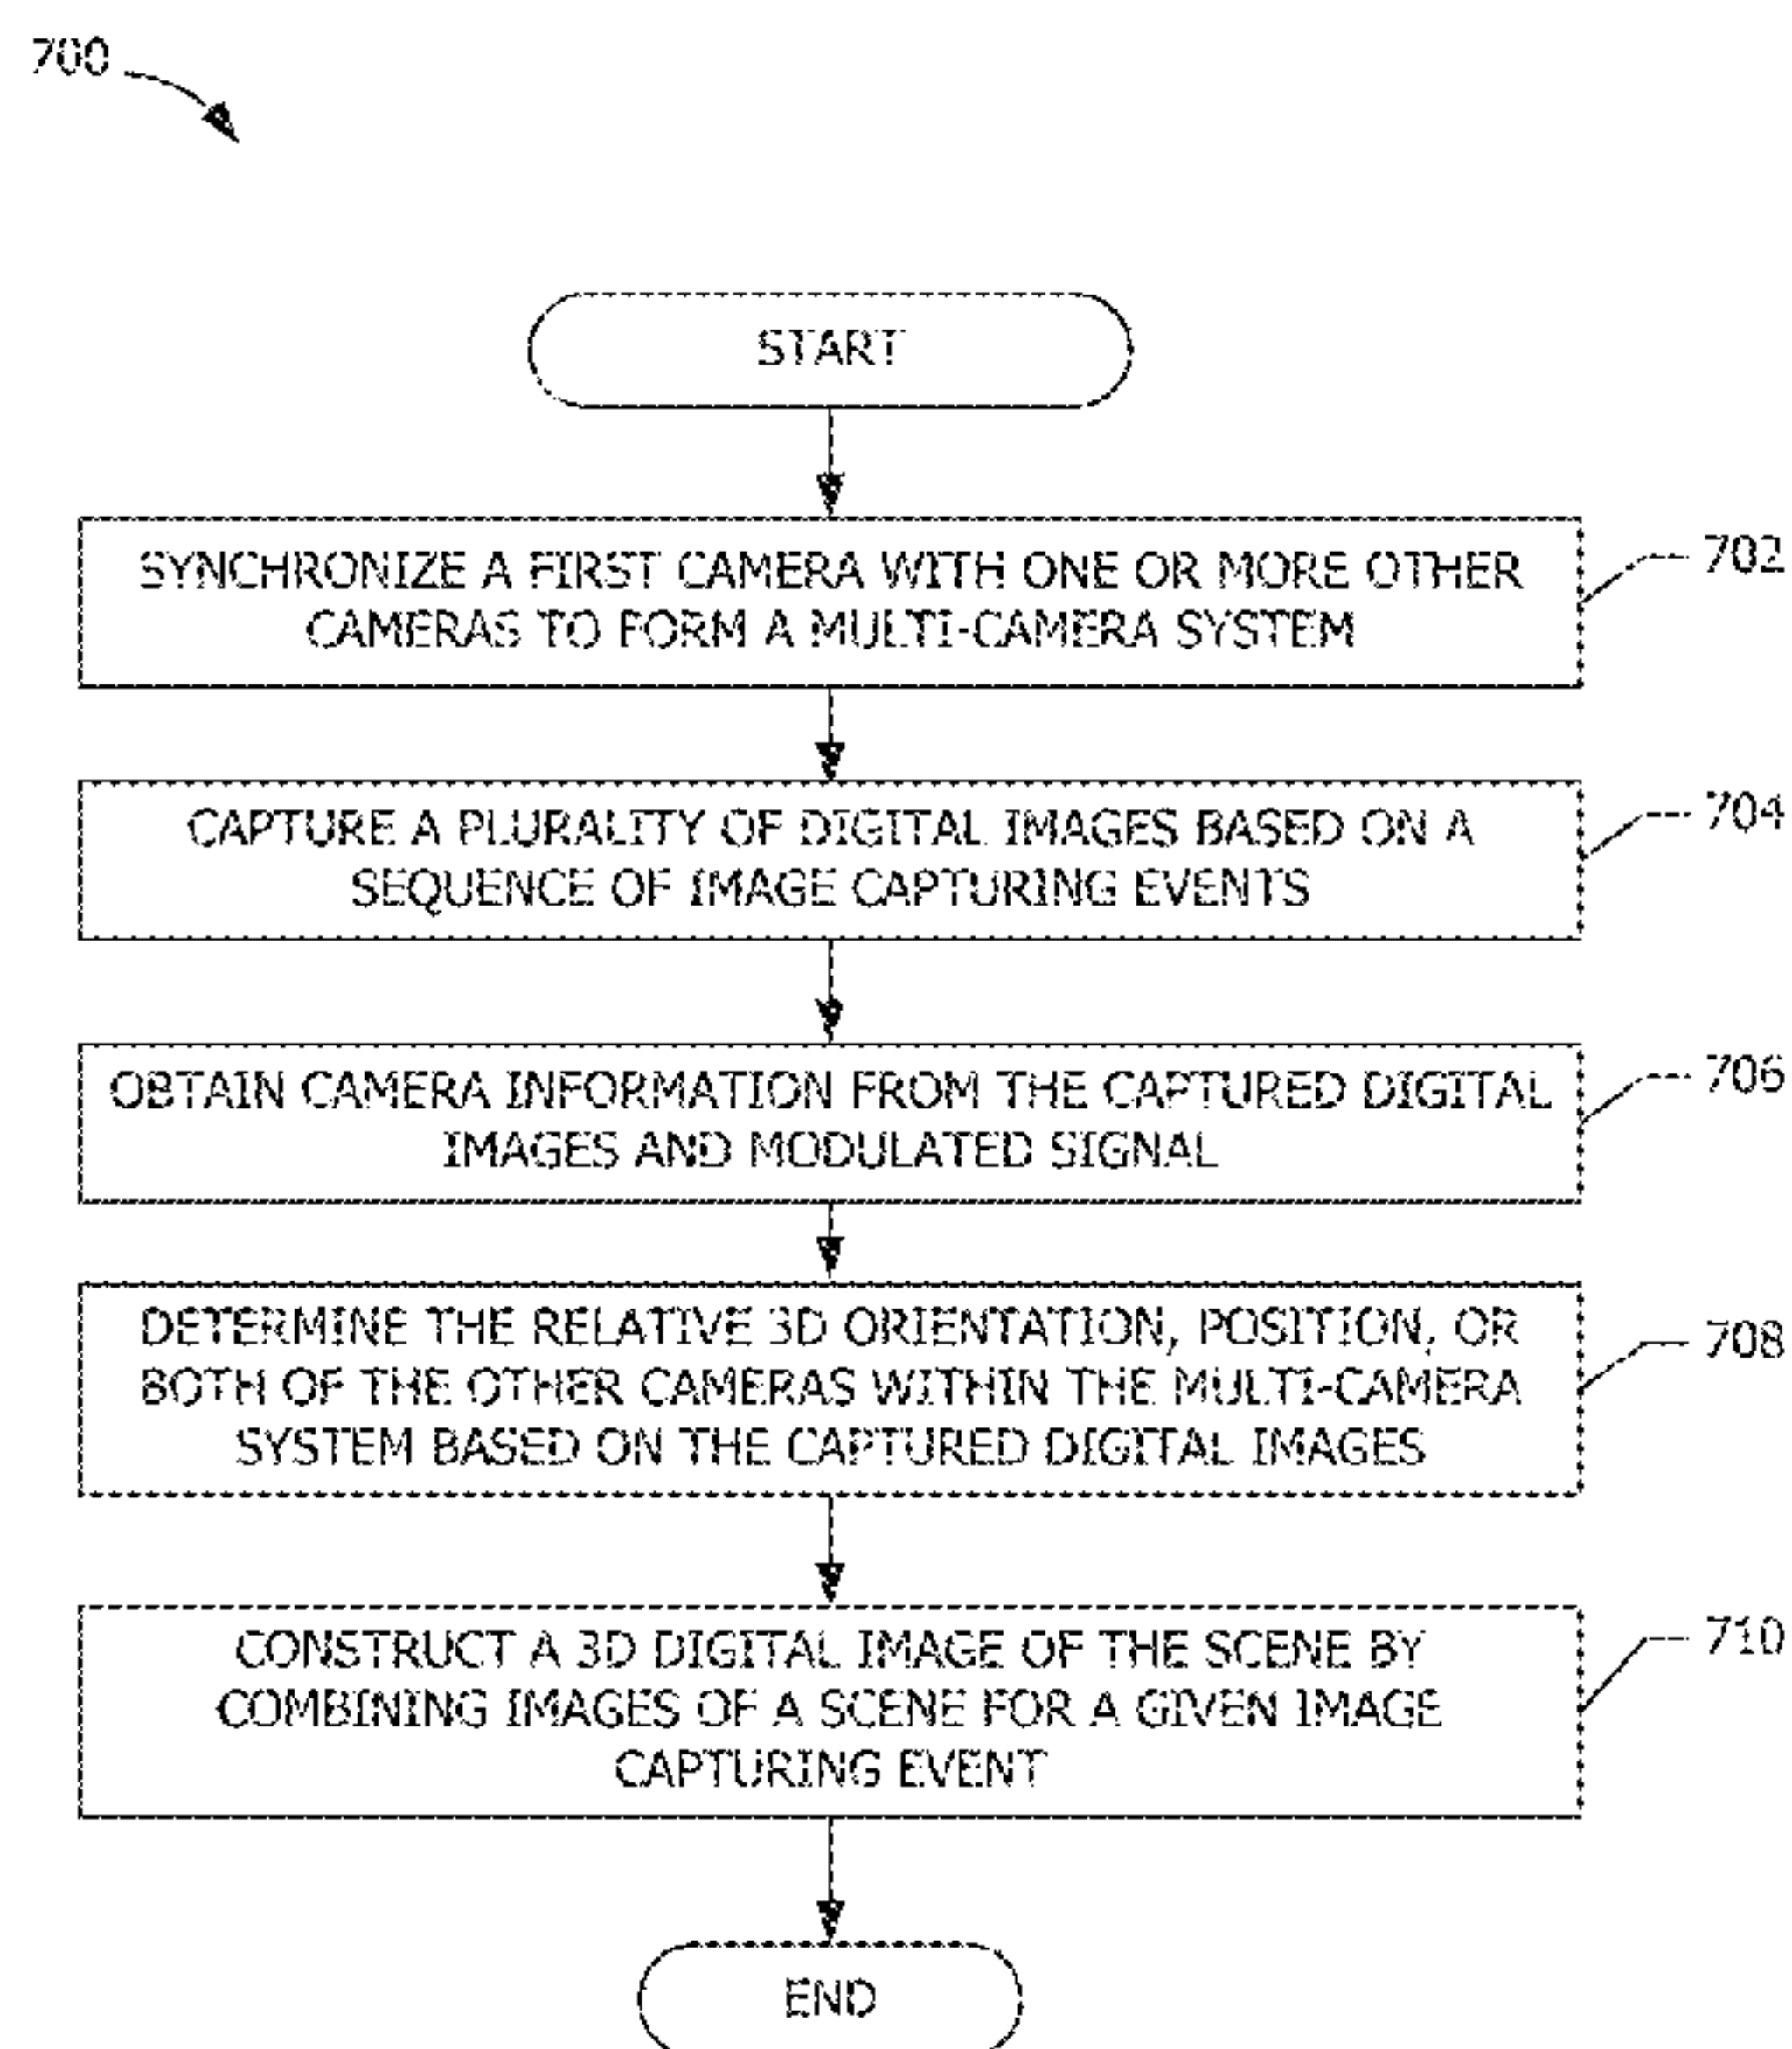 700
START
SYNCHRONIZE A FIRST CAMERA WITH ONE OR MORE OTHER
CAMERAS TO FORM A MULTI-CAMERA SYSTEM
702
CAPTURE A PLURALITY OF DIGITAL IMAGES BASED ON A
SEQUENCE OF IMAGE CAPTURING EVENTS
704
OBTAIN CAMERA INFORMATION FROM THE CAPTURED DIGITAL
IMAGES AND MODULATED SIGNAL
706
DETERMINE THE RELATIVE 3D ORIENTATION, POSITION, OR
BOTH OF THE OTHER CAMERAS WITHIN THE MULTI-CAMERA
SYSTEM BASED ON THE CAPTURED DIGITAL IMAGES
708
CONSTRUCT A 3D DIGITAL IMAGE OF THE SCENE BY
COMBINING IMAGES OF A SCENE FOR A GIVEN IMAGE
CAPTURING EVENT
710
END